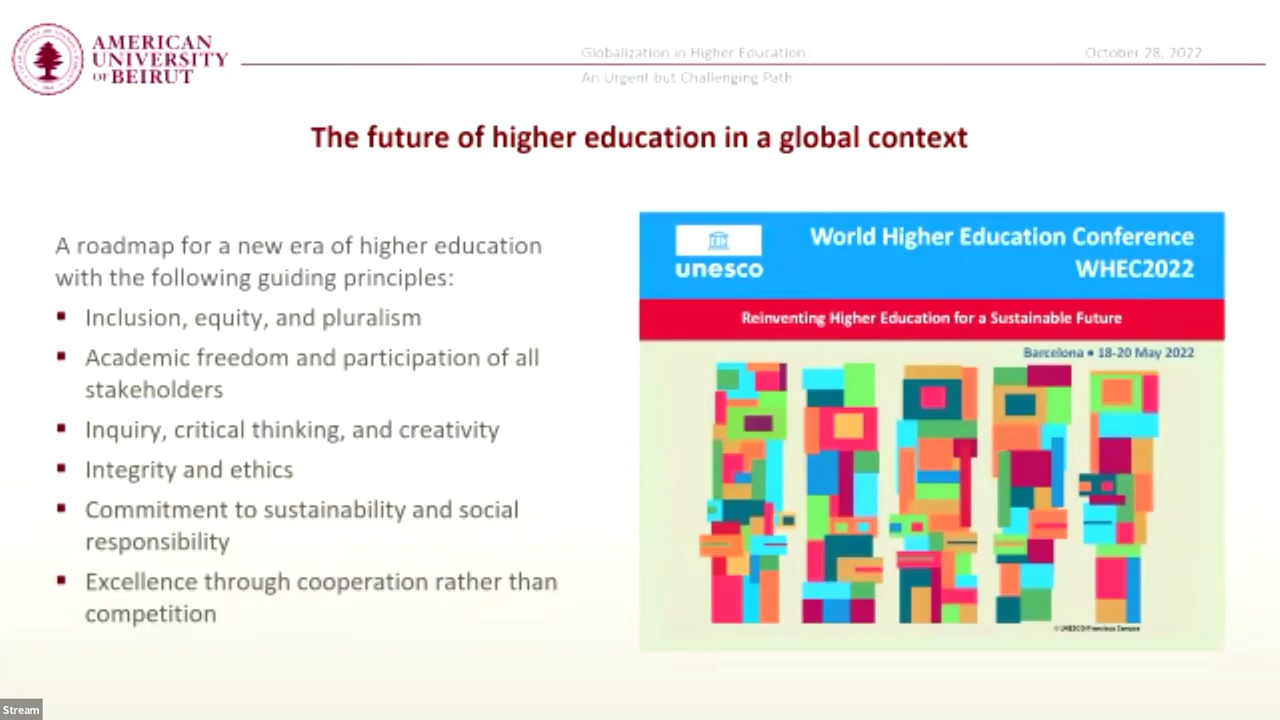 AMERICAN
UNIVERSITY
OF BEIRUT
Globalization in Higher Education:
An Urgent but Challenging Path
October 28, 2022
The future of higher education in a global context
A roadmap for a new era of higher education
with the following guiding principles:
▪ Inclusion, equity, and pluralism
▪ Academic freedom and participation of all
stakeholders
▪ Inquiry, critical thinking, and creativity
▪ Integrity and ethics
▪ Commitment to sustainability and social
responsibility
▪ Excellence through cooperation rather than
competition
unesco
World Higher Education Conference
WHEC2022
Reinventing Higher Education for a Sustainable Future
Barcelona • 18-20 May 2022
© UNESCO/Francisco
Stream